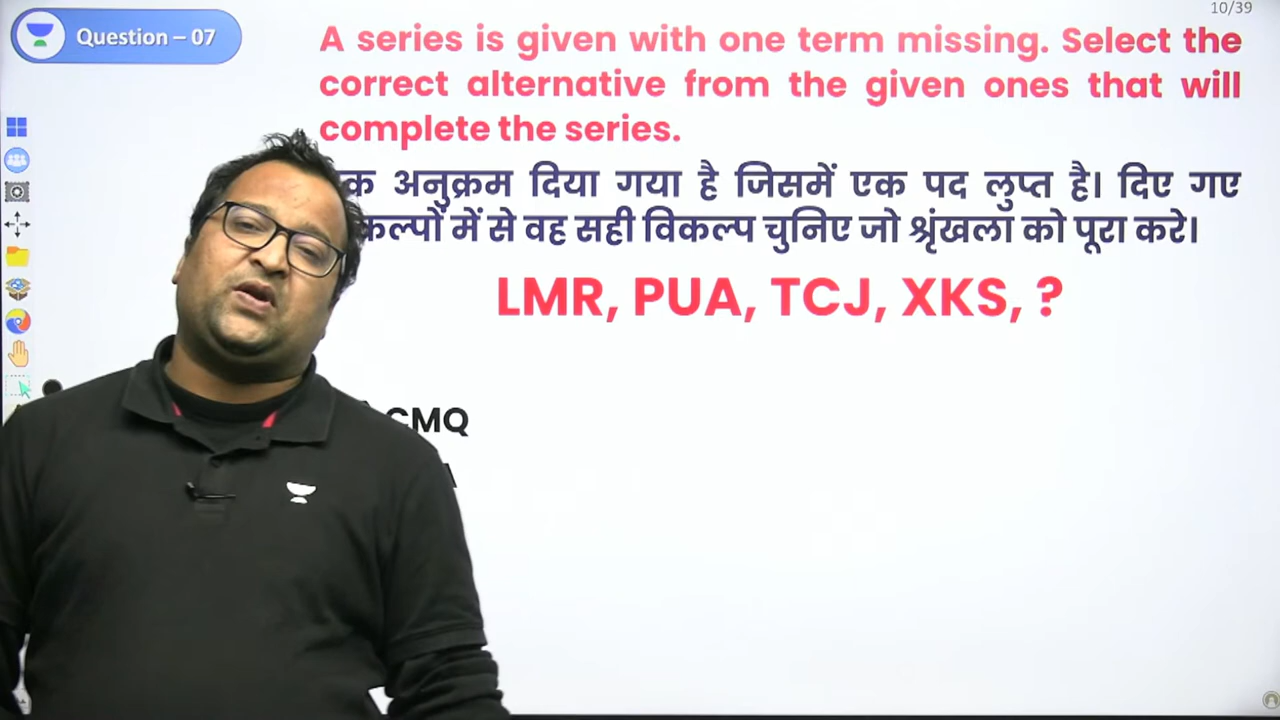 10/39
Question – 07
A series is given with one term missing. Select the
correct alternative from the given ones that will
complete the series.
अनुक्रम दिया गया है जिसमें एक पद लुप्त है। दिए गए
में से वह सही विकल्प चुनिए जो श्रृंखला को पूरा करे।
LMR, PUA, TCJ, XKS, ?
CMQ